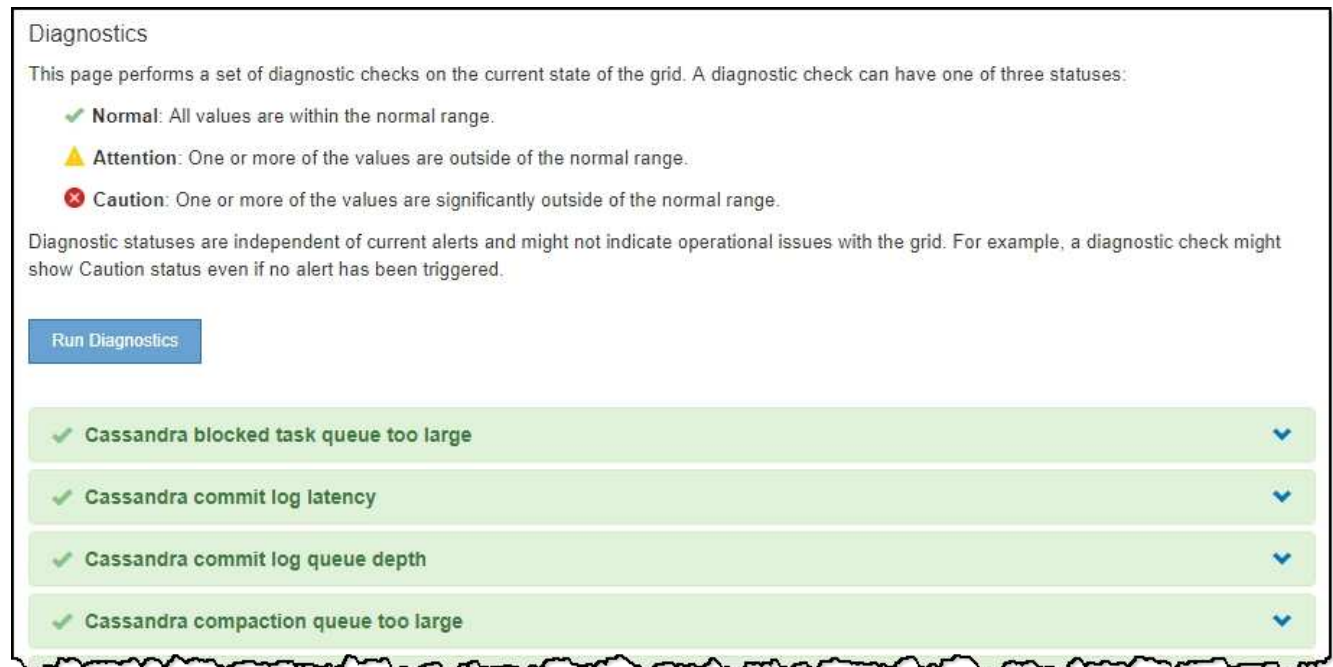 Diagnostics
This page performs a set of diagnostic checks on the current state of the grid. A diagnostic check can have one of three statuses:
Normal: All values are within the normal range.
Attention: One or more of the values are outside of the normal range.
Caution: One or more of the values are significantly outside of the normal range.
Diagnostic statuses are independent of current alerts and might not indicate operational issues with the grid. For example, a diagnostic check might
show Caution status even if no alert has been triggered.
Run Diagnostics
Cassandra blocked task queue too large
Cassandra commit log latency
Cassandra commit log queue depth
Cassandra compaction queue too large